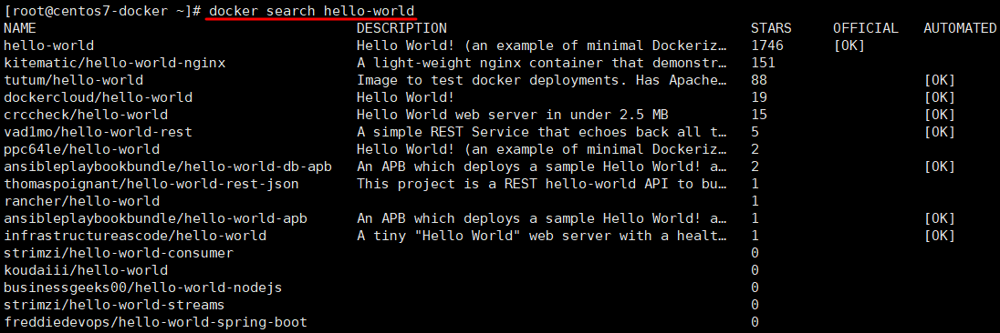 [root@centos7-docker ~]# docker search hello-world
NAME DESCRIPTION STARS OFFICIAL AUTOMATED
hello-world Hello World! (an example of minimal Dockeriz… 1746 [OK]
kitematic/hello-world-nginx A light-weight nginx container that demonstr… 151
tutum/hello-world Image to test docker deployments. Has Apache… 88 [OK]
dockercloud/hello-world Hello World! 19 [OK]
crccheck/hello-world Hello World web server in under 2.5 MB 15 [OK]
vad1mo/hello-world-rest A simple REST Service that echoes back all t… 5 [OK]
ppc64le/hello-world Hello World! (an example of minimal Dockeriz… 2
ansibleplaybookbundle/hello-world-db-apb An APB which deploys a sample Hello World! a… 2 [OK]
thomaspoignant/hello-world-rest-json This project is a REST hello-world API to bu… 1
rancher/hello-world 1
ansibleplaybookbundle/hello-world-apb An APB which deploys a sample Hello World! a… 1 [OK]
infrastructureascode/hello-world A tiny "Hello World" web server with a healt… 1 [OK]
strimzi/hello-world-consumer 0
koudaiii/hello-world 0
businessgeeks00/hello-world-nodejs 0
strimzi/hello-world-streams 0
freddiedevops/hello-world-spring-boot 0